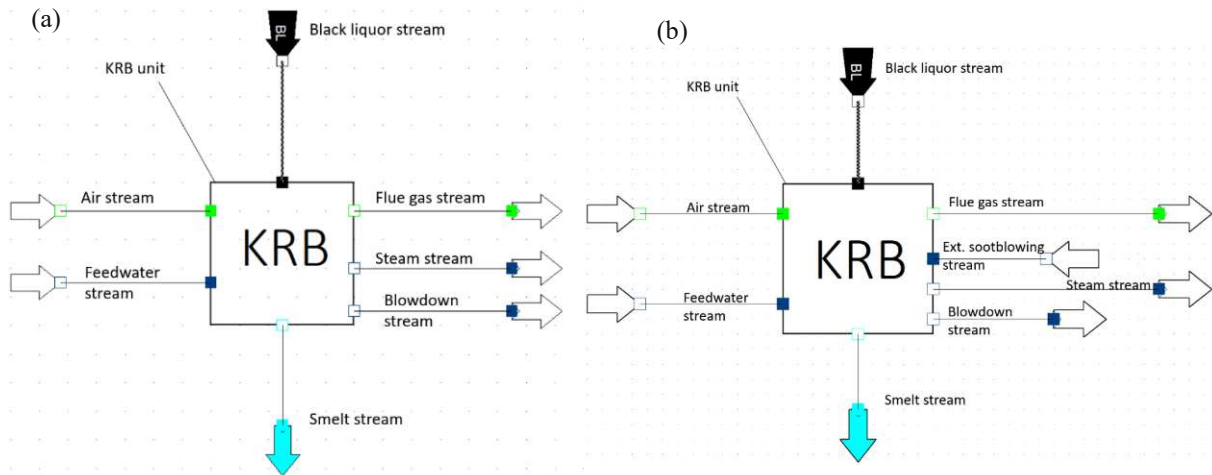 (a)
BL
Black liquor stream
KRB unit
Air stream
Flue gas stream
KRB
Steam stream
Feedwater
stream
Blowdown
stream
Smelt stream
(b)
BL
Black liquor stream
KRB unit
Flue gas stream
Air stream
Ext. sootblowing
stream
KRB
Steam stream
Feedwater
stream
Blowdown
stream
Smelt stream